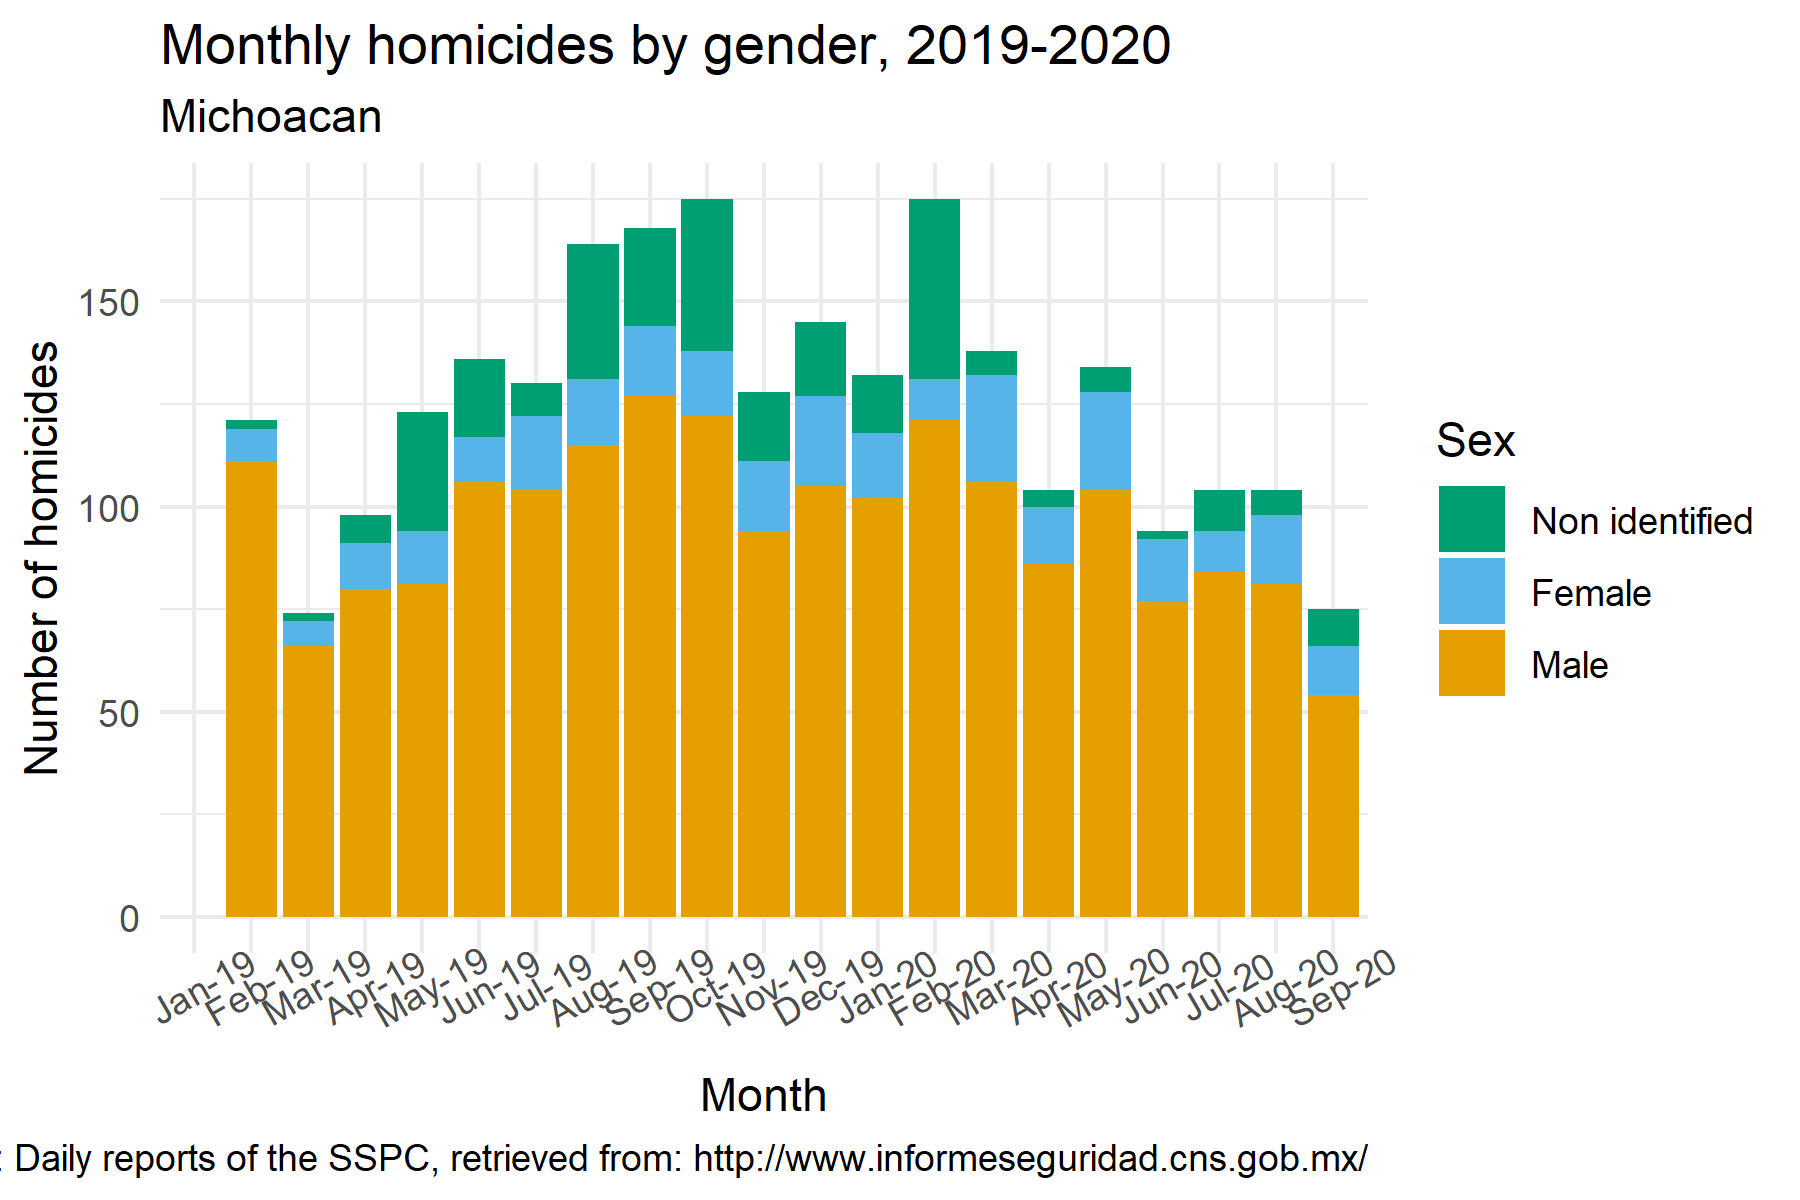 Monthly homicides by gender, 2019-2020
Michoacan
Number of homicides
150
100
50
0
Jan-19
Feb-19
Mar-19
Apr-19
May-19
Jun-19
Jul-19
Aug-19
Sep-19
Oct-19
Nov-19
Dec-19
Jan-20
Feb-20
Mar-20
Apr-20
May-20
Jun-20
Jul-20
Aug-20
Sep-20
Month
Sex
Non identified
Female
Male
: Daily reports of the SSPC, retrieved from: http://www.informeseguridad.cns.gob.mx/